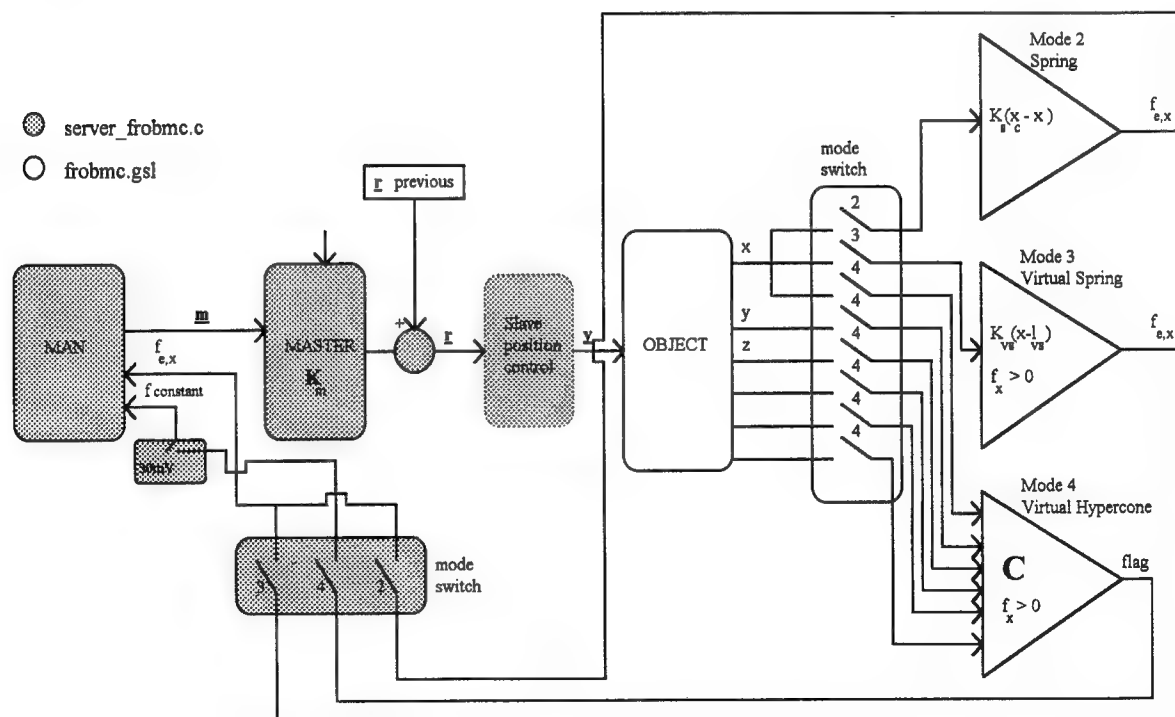 server_frobmc.c
frobmc.gsl
r previous
MAN
m
f e,x
f constant
30mV
MASTER
K m
+
r
Slave
position
control
v
OBJECT
x
y
z
mode
switch
2
3
4
4
4
4
4
4
Mode 2
Spring
K s(x c - x)
f e,x
Mode 3
Virtual Spring
K vs(x-l vs)
f x > 0
f e,x
Mode 4
Virtual Hypercone
C
f x > 0
flag
3
4
2
mode
switch